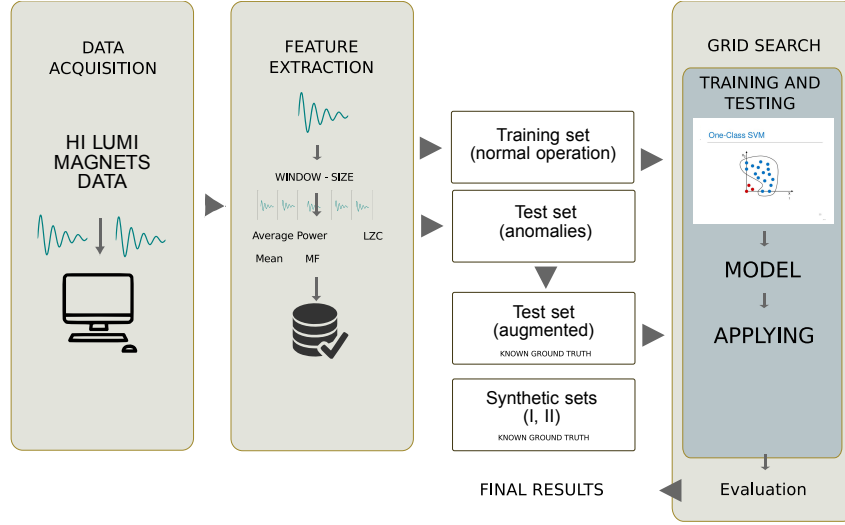 DATA
ACQUISITION
HI LUMI
MAGNETS
DATA
FEATURE
EXTRACTION
WINDOW - SIZE
Average Power
LZC
Mean
MF
Training set
(normal operation)
Test set
(anomalies)
Test set
(augmented)
KNOWN GROUND TRUTH
Synthetic sets
(I, II)
KNOWN GROUND TRUTH
FINAL RESULTS
GRID SEARCH
TRAINING AND
TESTING
One-Class SVM
MODEL
APPLYING
Evaluation